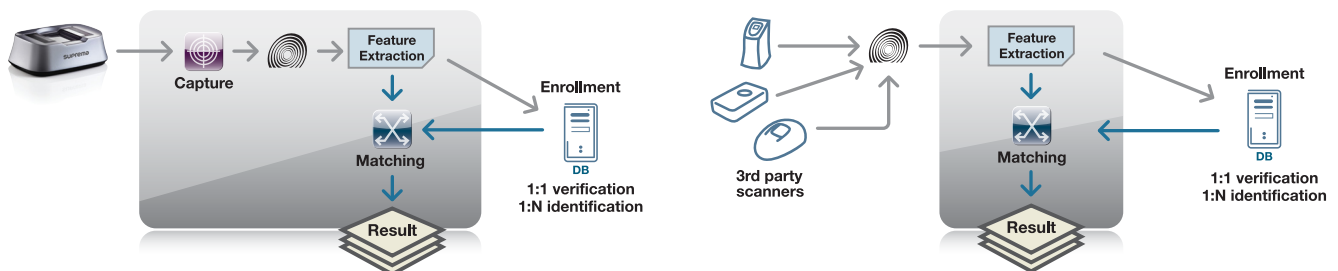 suprema
Capture
Feature
Extraction
Matching
Result
Enrollment
DB
1:1 verification
1:N identification
3rd party
scanners
Feature
Extraction
Matching
Result
Enrollment
DB
1:1 verification
1:N identification